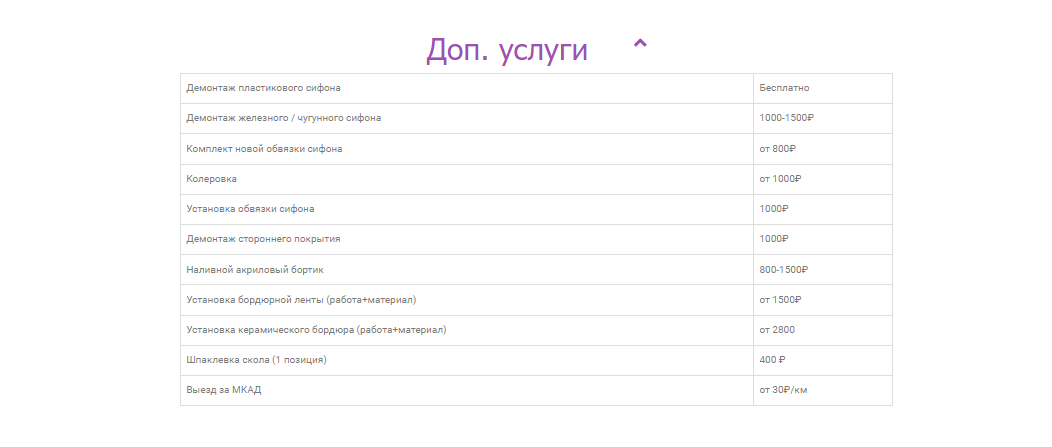 Доп. услуги
Демонтаж пластикового сифона Бесплатно
Демонтаж железного / чугунного сифона 1000-1500₽
Комплект новой обвязки сифона от 800₽
Колеровка от 1000₽
Установка обвязки сифона 1000₽
Демонтаж стороннего покрытия 1000₽
Наливной акриловый бортик 800-1500₽
Установка бордюрной ленты (работа+материал) от 1500₽
Установка керамического бордюра (работа+материал) от 2800
Шпаклевка скола (1 позиция) 400 ₽
Выезд за МКАД от 30₽/км